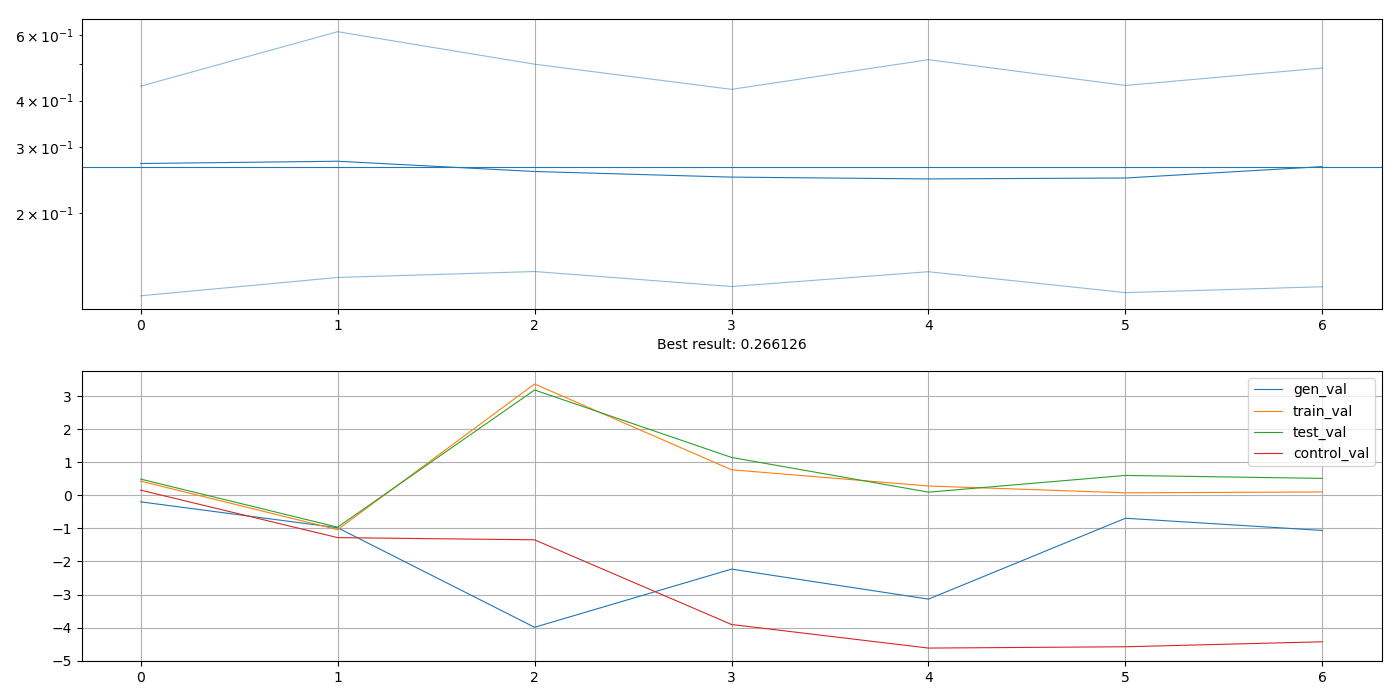 6 × 10⁻¹
4 × 10⁻¹
3 × 10⁻¹
2 × 10⁻¹
0 1 2 3 4 5 6
Best result: 0.266126
3
2
1
0
−1
−2
−3
−4
−5
gen_val
train_val
test_val
control_val
0 1 2 3 4 5 6